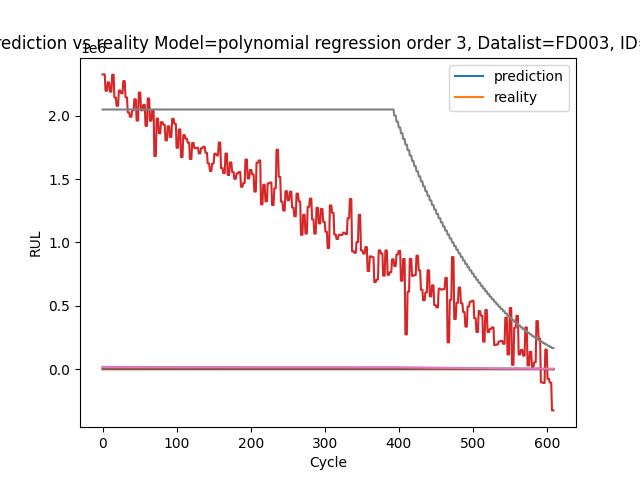 rediction vs reality Model=polynomial regression order 3, Datalist=FD003, ID=
1e6
prediction
reality
2.0
1.5
1.0
0.5
0.0
RUL
0 100 200 300 400 500 600
Cycle